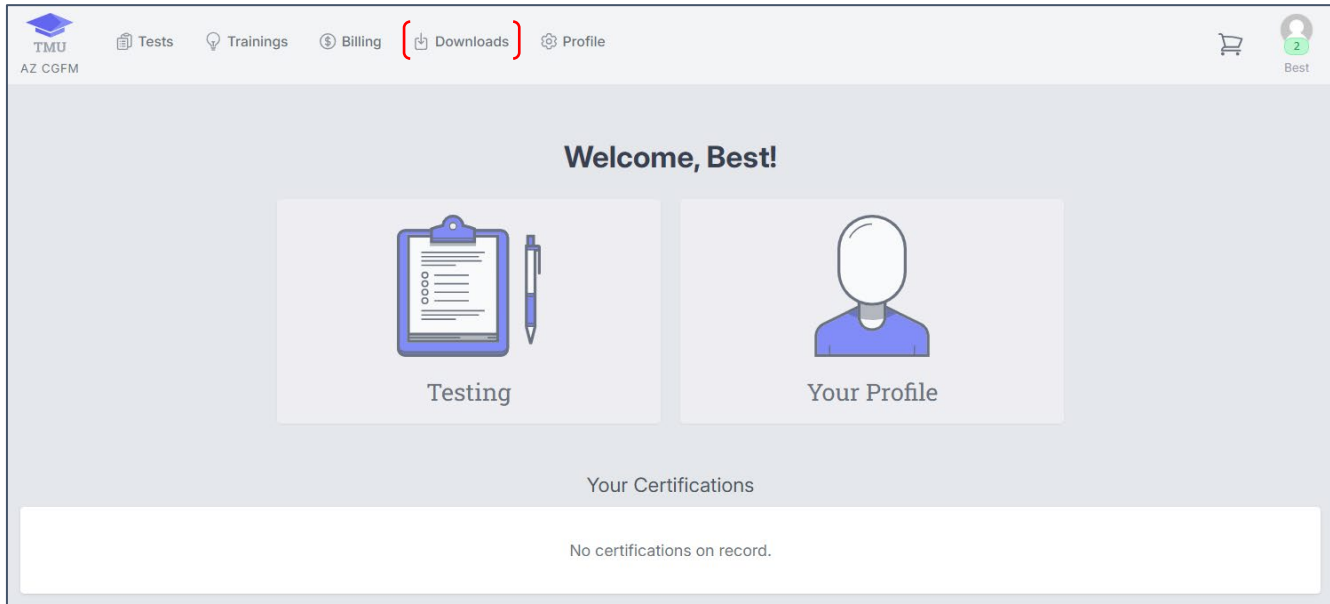 TMU
AZ CGFM
Tests Trainings Billing Downloads Profile
2
Best
Welcome, Best!
Testing
Your Profile
Your Certifications
No certifications on record.